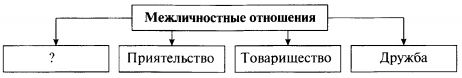 Межличностные отношения
?
Приятельство
Товарищество
Дружба